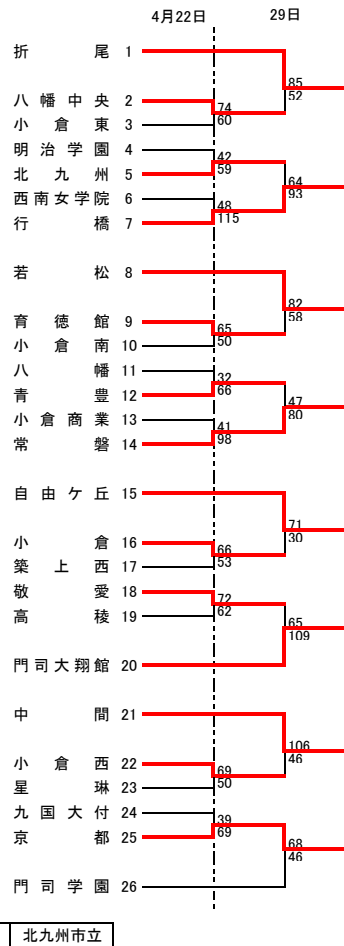 4月22日 29日
折尾 1
85
52
八幡中央 2
74
60
小倉東 3
明治学園 4
42
59
北九州 5
64
93
西南女学院 6
48
115
行橋 7
若松 8
82
58
育徳館 9
65
50
小倉南 10
八幡 11
32
66
青豊 12
47
80
小倉商業 13
41
98
常磐 14
自由ケ丘 15
71
30
小倉 16
66
53
築上西 17
敬愛 18
72
62
高稜 19
65
109
門司大翔館 20
中間 21
106
46
小倉西 22
69
50
星琳 23
九国大付 24
39
69
京都 25
68
46
門司学園 26
北九州市立